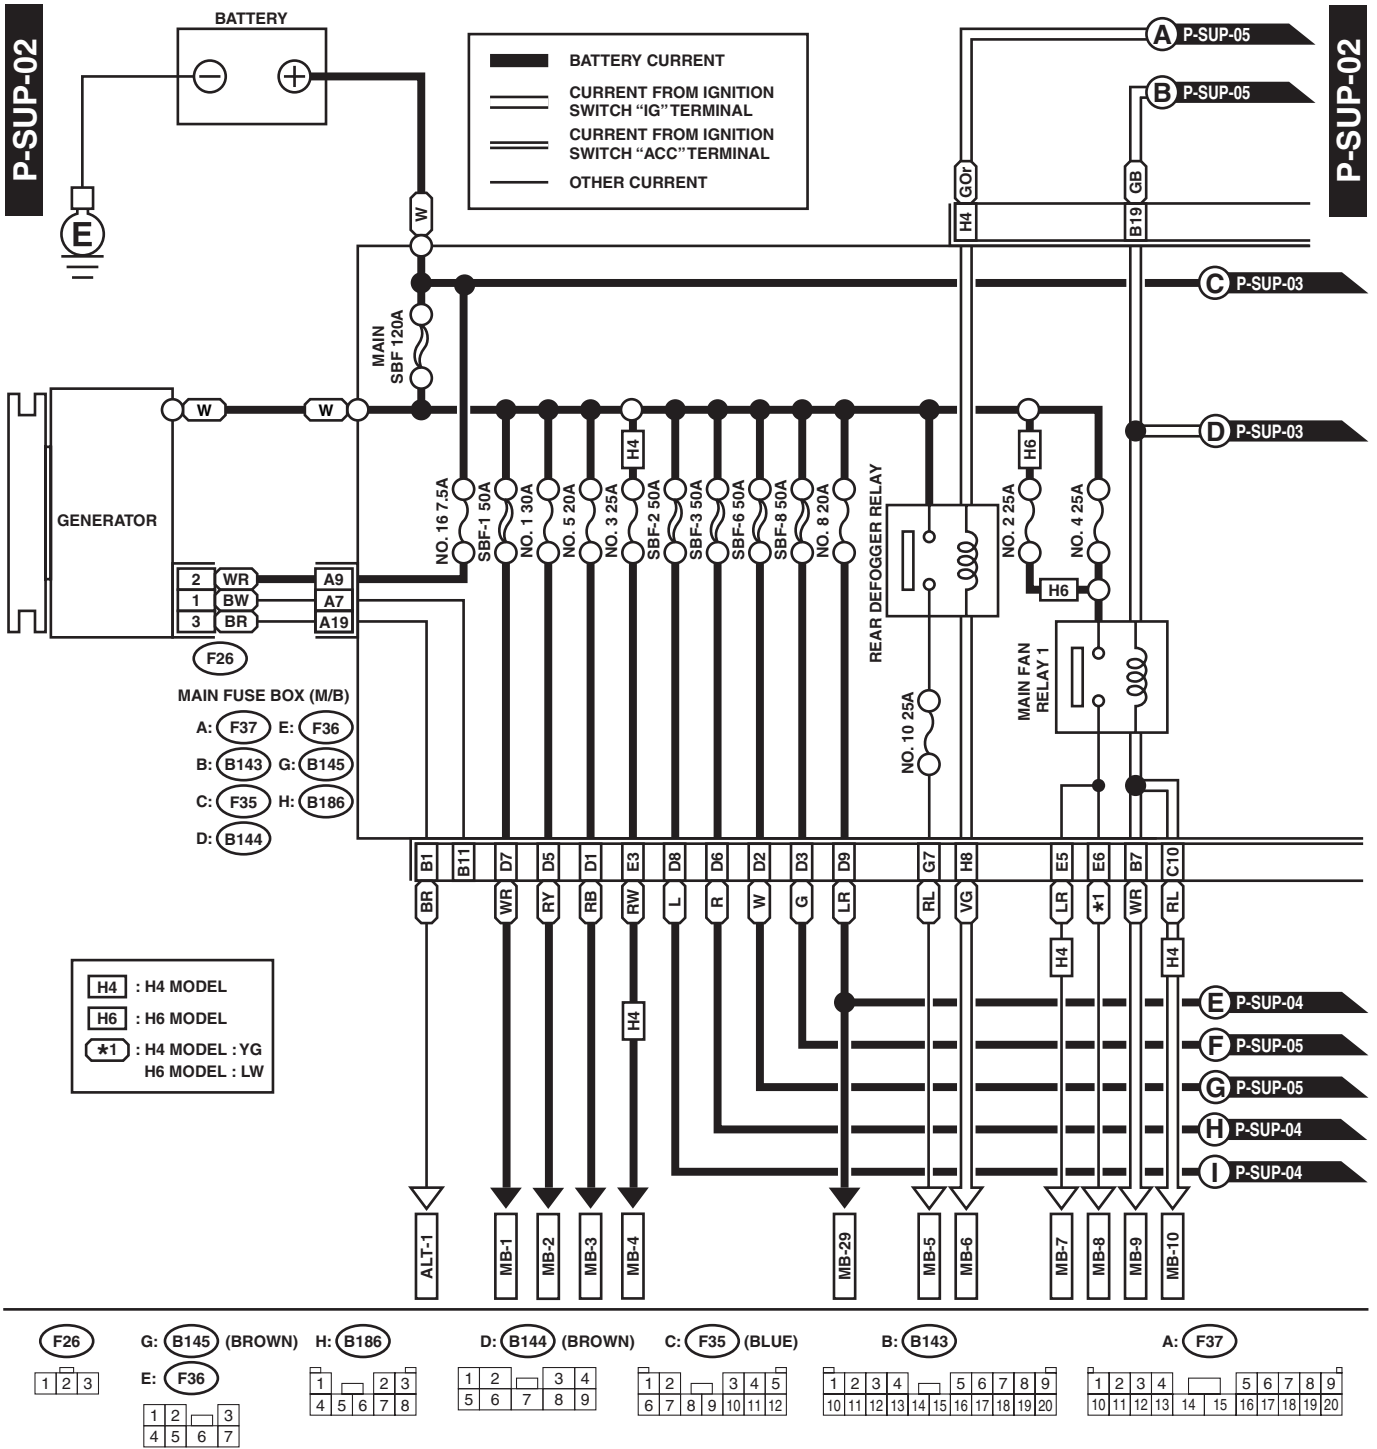 P-SUP-02
BATTERY
BATTERY CURRENT
CURRENT FROM IGNITION
SWITCH “IG” TERMINAL
CURRENT FROM IGNITION
SWITCH “ACC” TERMINAL
OTHER CURRENT
A P-SUP-05
B P-SUP-05
P-SUP-02
E
W
GOr
GB
H4
B19
C P-SUP-03
MAIN
SBF 120A
W
W
D P-SUP-03
H4
H6
GENERATOR
NO. 16 7.5A
SBF-1 50A
NO. 1 30A
NO. 5 20A
NO. 3 25A
SBF-2 50A
SBF-3 50A
SBF-6 50A
SBF-8 50A
NO. 8 20A
REAR DEFOGGER RELAY
NO. 2 25A
NO. 4 25A
H6
2 WR A9
1 BW A7
3 BR A19
F26
MAIN FAN
RELAY 1
NO. 10 25A
MAIN FUSE BOX (M/B)
A: F37 E: F36
B: B143 G: B145
C: F35 H: B186
D: B144
B1 B11 D7 D5 D1 E3 D8 D6 D2 D3 D9 G7 H8 E5 E6 B7 C10
BR WR RY RB RW L R W G LR RL VG LR *1 WR RL
H4 H4
H4 : H4 MODEL
H6 : H6 MODEL
*1 : H4 MODEL : YG
H6 MODEL : LW
H4
E P-SUP-04
F P-SUP-05
G P-SUP-05
H P-SUP-04
I P-SUP-04
ALT-1 MB-1 MB-2 MB-3 MB-4 MB-29 MB-5 MB-6 MB-7 MB-8 MB-9 MB-10
F26
1 2 3
G: B145 (BROWN)
E: F36
1 2 3
4 5 6 7
H: B186
1 2 3
4 5 6 7 8
D: B144 (BROWN)
1 2 3 4
5 6 7 8 9
C: F35 (BLUE)
1 2 3 4 5
6 7 8 9 10 11 12
B: B143
1 2 3 4 5 6 7 8 9
10 11 12 13 14 15 16 17 18 19 20
A: F37
1 2 3 4 5 6 7 8 9
10 11 12 13 14 15 16 17 18 19 20